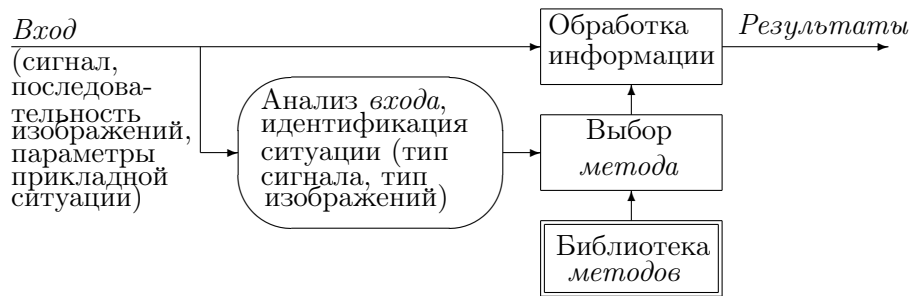 Вход
(сигнал,
последова-
тельность
изображений,
параметры
прикладной
ситуации)
Анализ входа,
идентификация
ситуации (тип
сигнала, тип
изображений)
Обработка
информации
Результаты
Выбор
метода
Библиотека
методов